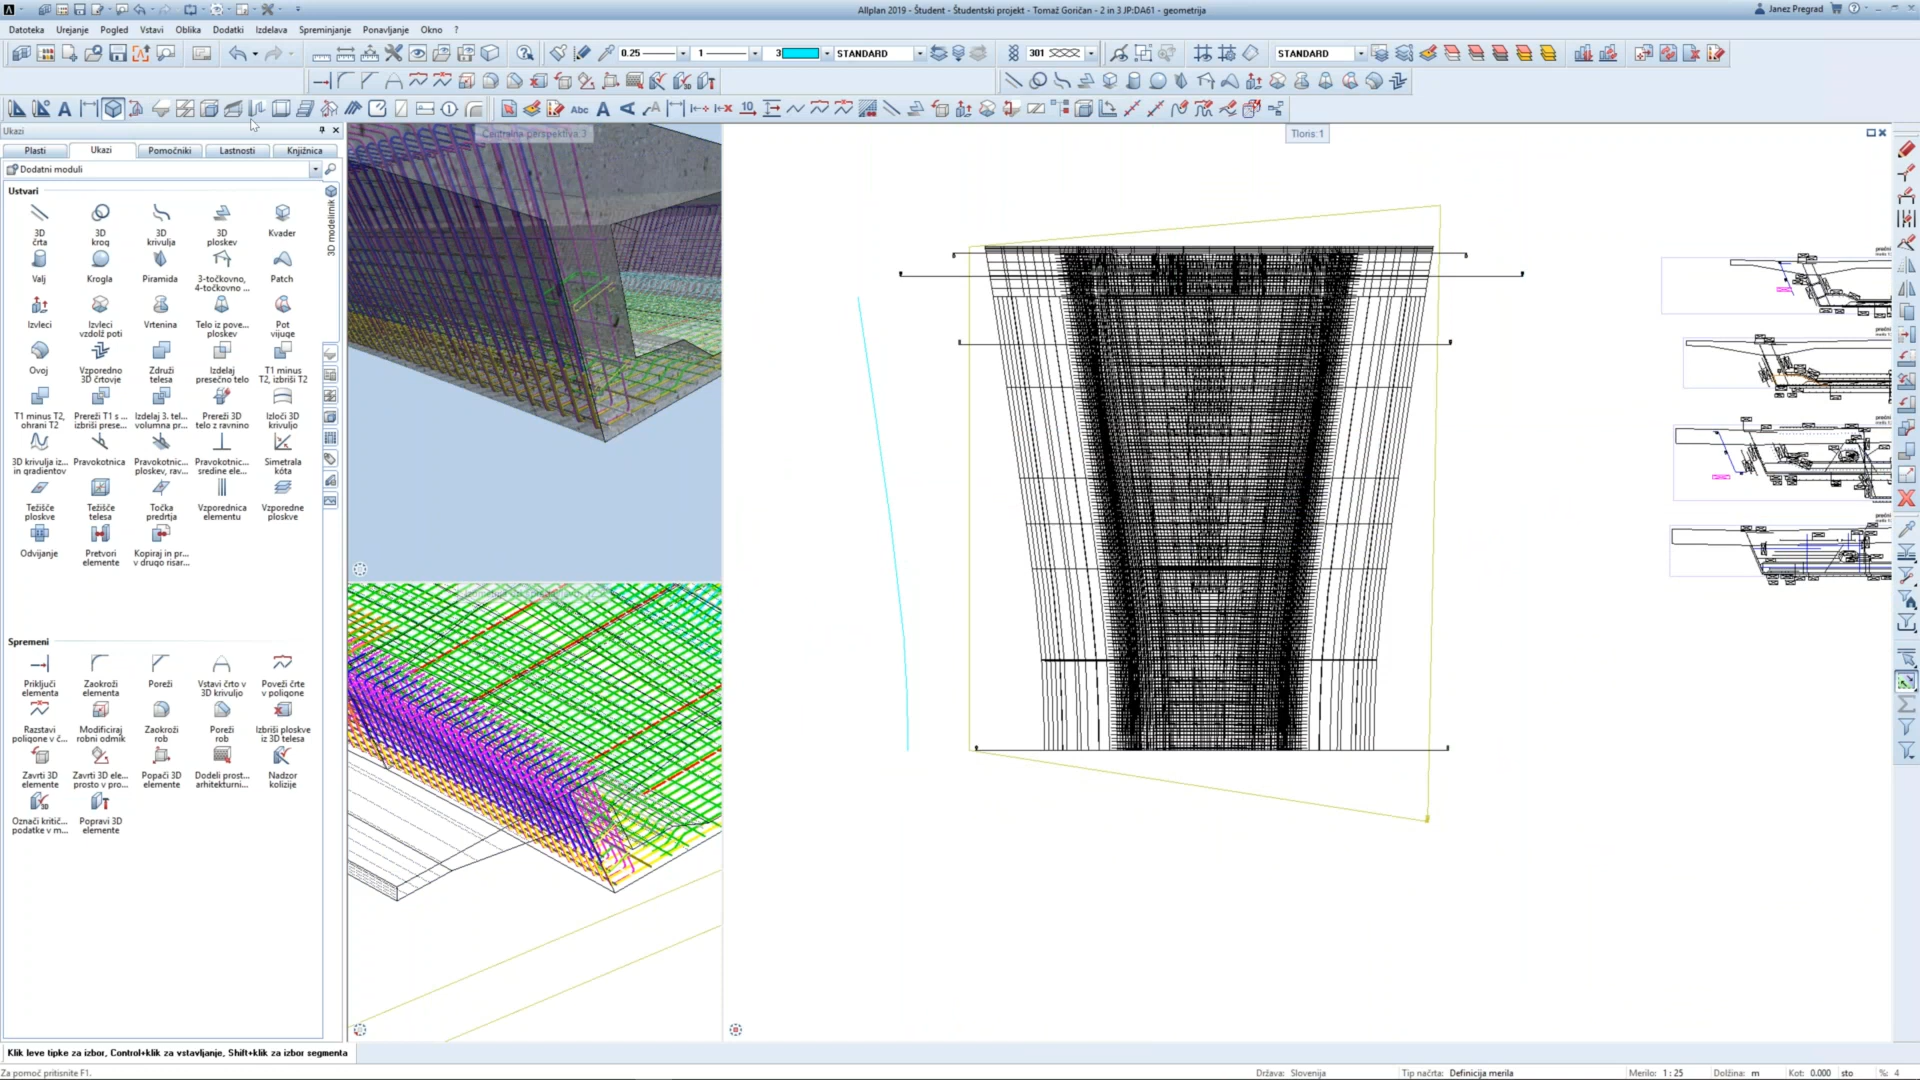 Allplan 2019 - Študent - Študentski projekt - Tomaž Goričan - 2 in 3 JP:DA61 - geometrija
Janez Pregrad
Datoteka Urejanje Pogled Vstavi Oblika Dodatki Izdelava Spreminjanje Ponavljanje Okno ?
0.25 1 3 STANDARD 301 STANDARD
Abc
Ukazi
Plasti Ukazi Pomočniki Lastnosti Knjižnica
Dodatni moduli
Ustvari
3D modelirnik
3D črta
3D krog
3D krivulja
3D ploskev
Kvader
Valj
Krogla
Piramida
3-točkovno, 4-točkovno ...
Patch
Izvleci
Izvleci vzdolž poti
Vrtenina
Telo iz pove... ploskev
Pot vijuge
Ovoj
Vzporedno 3D črtovje
Združi telesa
Izdelaj presečno telo
T1 minus T2, izbriši T2
T1 minus T2, ohrani T2
Prereži T1 s ... izbriši prese...
Izdelaj 3. tel... volumna pr...
Prereži 3D telo z ravnino
Izloči 3D krivuljo
3D krivulja iz... in gradientov
Pravokotnica
Pravokotnic... ploskev, rav...
Pravokotnic... sredine ele...
Simetrala kóta
Težišče ploskve
Težišče telesa
Točka predrtja
Vzporednica elementu
Vzporedne ploskve
Odvijanje
Pretvori elemente
Kopiraj in pr... v drugo risar...
Spremeni
Priključi elementa
Zaokroži elementa
Poreži
Vstavi črto v 3D krivuljo
Poveži črte v poligone
Razstavi poligone v č...
Modificiraj robni odmik
Zaokroži rob
Poreži rob
Izbriši ploskve iz 3D telesa
Zavrti 3D elemente
Zavrti 3D ele... prosto v pro...
Popači 3D elemente
Dodeli prost... arhitekturni...
Nadzor kolizije
Označi kritič... podatke v m...
Popravi 3D elemente
Centralna perspektiva:3
Tloris:1
Klik leve tipke za izbor, Control+klik za vstavljanje, Shift+klik za izbor segmenta
Za pomoč pritisnite F1.
Država: Slovenija Tip načrta: Definicija merila Merilo: 1 : 25 Dolžina: m Kot: 0.000 sto %: 4